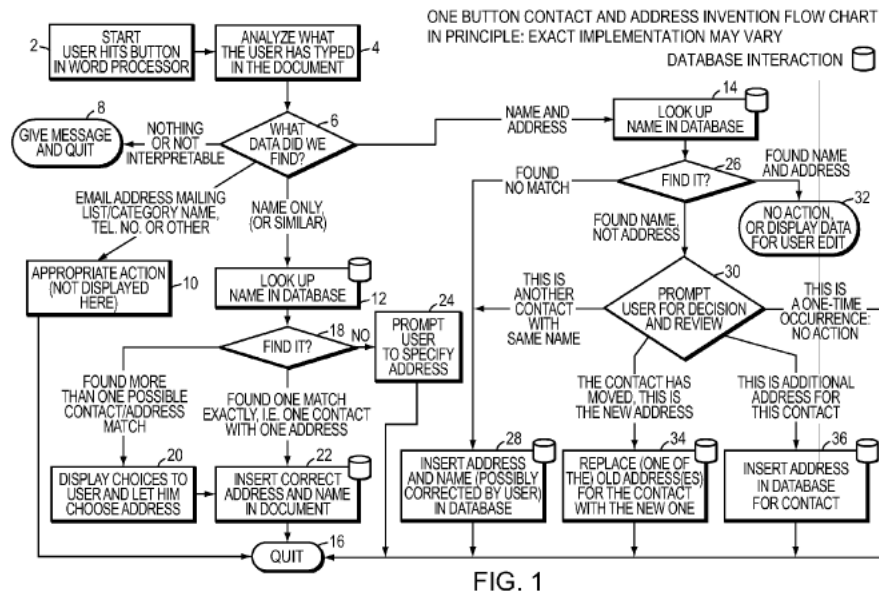 ONE BUTTON CONTACT AND ADDRESS INVENTION FLOW CHART
IN PRINCIPLE: EXACT IMPLEMENTATION MAY VARY
DATABASE INTERACTION
2
START
USER HITS BUTTON
IN WORD PROCESSOR
4
ANALYZE WHAT
THE USER HAS TYPED
IN THE DOCUMENT
6
WHAT
DATA DID WE
FIND?
8
GIVE MESSAGE
AND QUIT
NOTHING
OR NOT
INTERPRETABLE
EMAIL ADDRESS MAILING
LIST/CATEGORY NAME,
TEL. NO. OR OTHER
APPROPRIATE ACTION
(NOT DISPLAYED
HERE)
10
NAME ONLY,
(OR SIMILAR)
LOOK UP
NAME IN DATABASE
12
18
FIND IT?
NO
24
PROMPT
USER
TO SPECIFY
ADDRESS
FOUND MORE
THAN ONE POSSIBLE
CONTACT/ADDRESS
MATCH
FOUND ONE MATCH
EXACTLY, I.E. ONE CONTACT
WITH ONE ADDRESS
20
DISPLAY CHOICES TO
USER AND LET HIM
CHOOSE ADDRESS
22
INSERT CORRECT
ADDRESS AND NAME
IN DOCUMENT
16
QUIT
NAME AND
ADDRESS
14
LOOK UP
NAME IN DATABASE
26
FIND IT?
FOUND
NO MATCH
FOUND NAME
AND ADDRESS
32
NO ACTION,
OR DISPLAY DATA
FOR USER EDIT
FOUND NAME,
NOT ADDRESS
30
PROMPT
USER FOR DECISION
AND REVIEW
THIS IS
ANOTHER
CONTACT
WITH
SAME NAME
THIS IS
A ONE-TIME
OCCURRENCE:
NO ACTION
THE CONTACT HAS
MOVED, THIS IS
THE NEW ADDRESS
THIS IS ADDITIONAL
ADDRESS FOR
THIS CONTACT
28
INSERT ADDRESS
AND NAME (POSSIBLY
CORRECTED BY USER)
IN DATABASE
34
REPLACE (ONE OF
THE) OLD ADDRESS(ES)
FOR THE CONTACT
WITH THE NEW ONE
36
INSERT ADDRESS
IN DATABASE
FOR CONTACT
FIG. 1